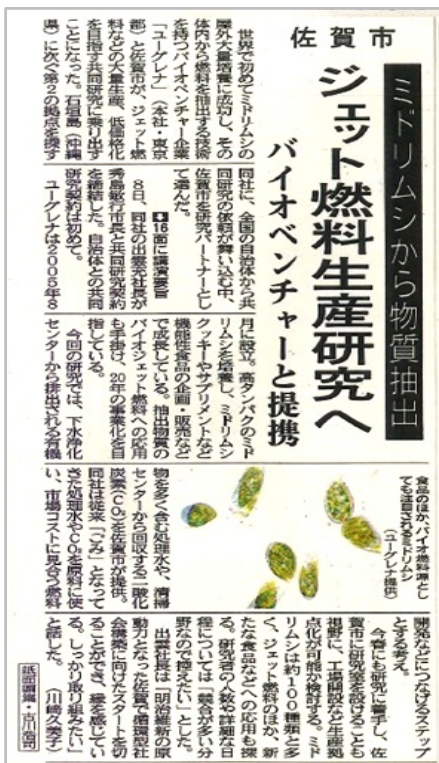 佐賀市
ミドリムシから物質抽出
ジェット燃料生産研究へ
バイオベンチャーと提携
世界で初めてミドリムシの
屋外大量培養に成功し、その
体内から燃料を抽出する技術
を持つバイオベンチャー企業
「ユーグレナ」(本社・東京
都)と佐賀市が、ジェット燃
料などの大量生産、低価格化
を目指す共同研究に乗り出す
ことになった。石垣島(沖縄
県)に次ぐ第2の拠点を探す
同社に、全国の自治体から共
同研究の依頼が舞い込む中、
佐賀市を研究パートナーとし
て選んだ。
16面に講演要旨
8日、同社の出雲充社長が
秀島敏行市長と共同研究契約
を締結した。自治体との共同
研究契約は初めて。
ユーグレナは2005年8
月に設立。高タンパクのミド
リムシを培養し、ミドリムシ
クッキーやサプリメントなど
機能性食品の企画・販売など
で成長している。抽出物質の
バイオジェット燃料への応用
も手掛け、20年の事業化を目
指している。
今回の研究では、下水浄化
センターから排出される有機
食品のほか、バイオ燃料源とし
ても注目されるミドリムシ
(ユーグレナ提供)
物を多く含む処理水や、清掃
センターから回収する二酸化
炭素(CO₂)を佐賀市が提供。
同社は従来「ごみ」となって
きた処理水やCO₂を原料に使
い、市場コストに見合う燃料
開発などにつなげるステップ
とする考え。
今春にも研究に着手し、佐
賀市に研究室を設けることも
視野に、工場開設など生産拠
点化が可能か検討する。ミド
リムシは約100種類と多
く、ジェット燃料のほか、新
たな食品などへの応用も探
る。研究者の人数や詳細な日
程については「競合が多い分
野なので控えたい」とした。
出雲社長は「明治維新の原
動力となった佐賀で循環型社
会構築に向けたスタートを切
ることができ、縁を感じてい
る。しっかり取り組みたい」
と話した。(川崎久美子)
紙面編集・古川浩司